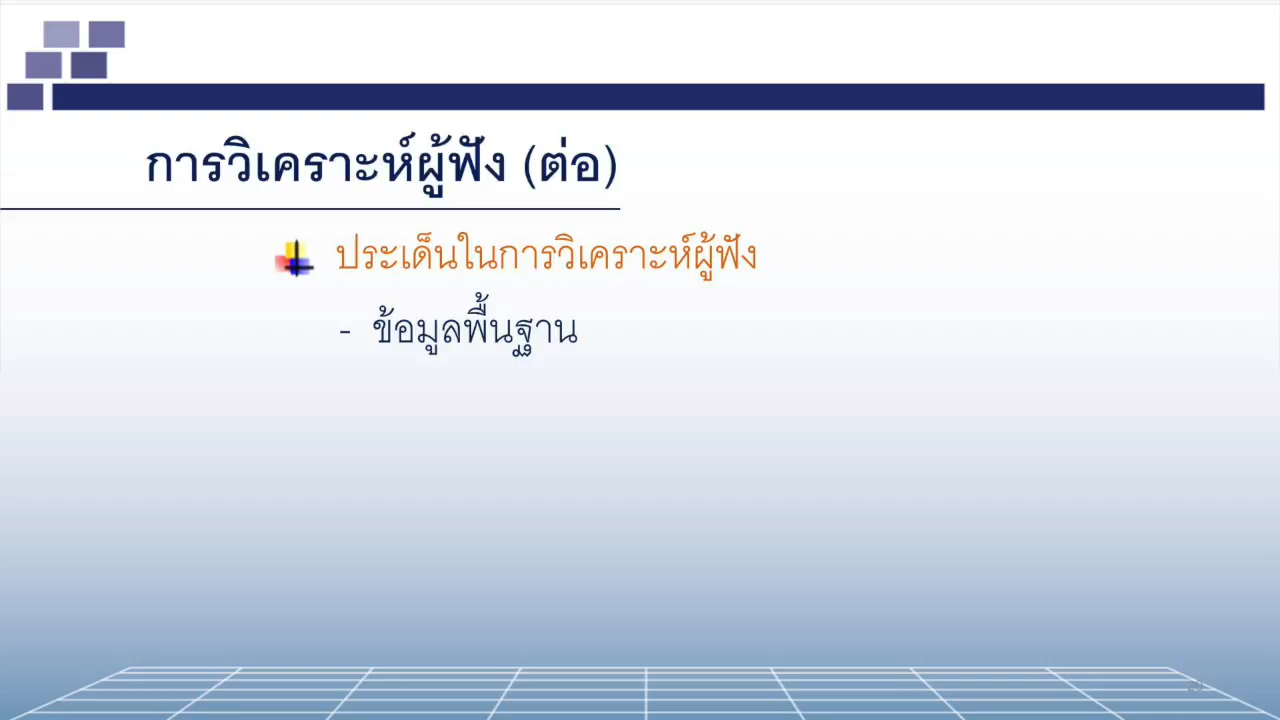 การวิเคราะห์ผู้ฟัง (ต่อ)
ประเด็นในการวิเคราะห์ผู้ฟัง
- ข้อมูลพื้นฐาน